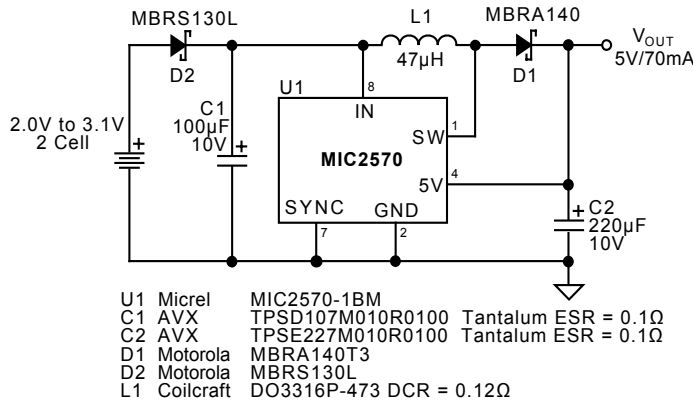 MBRS130L
D2
L1
47µH
MBRA140
D1
VOUT
5V/70mA
2.0V to 3.1V
2 Cell
C1
100µF
10V
U1
8
IN
SW
1
MIC2570
5V
4
SYNC
GND
7
2
C2
220µF
10V
U1 Micrel MIC2570-1BM
C1 AVX TPSD107M010R0100 Tantalum ESR = 0.1Ω
C2 AVX TPSE227M010R0100 Tantalum ESR = 0.1Ω
D1 Motorola MBRA140T3
D2 Motorola MBRS130L
L1 Coilcraft DO3316P-473 DCR = 0.12Ω